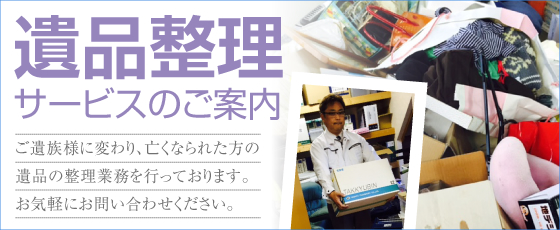 遺品整理
サービスのご案内
ご遺族様に変わり、亡くなられた方の
遺品の整理業務を行っております。
お気軽にお問い合わせください。
TAKKYUBIN